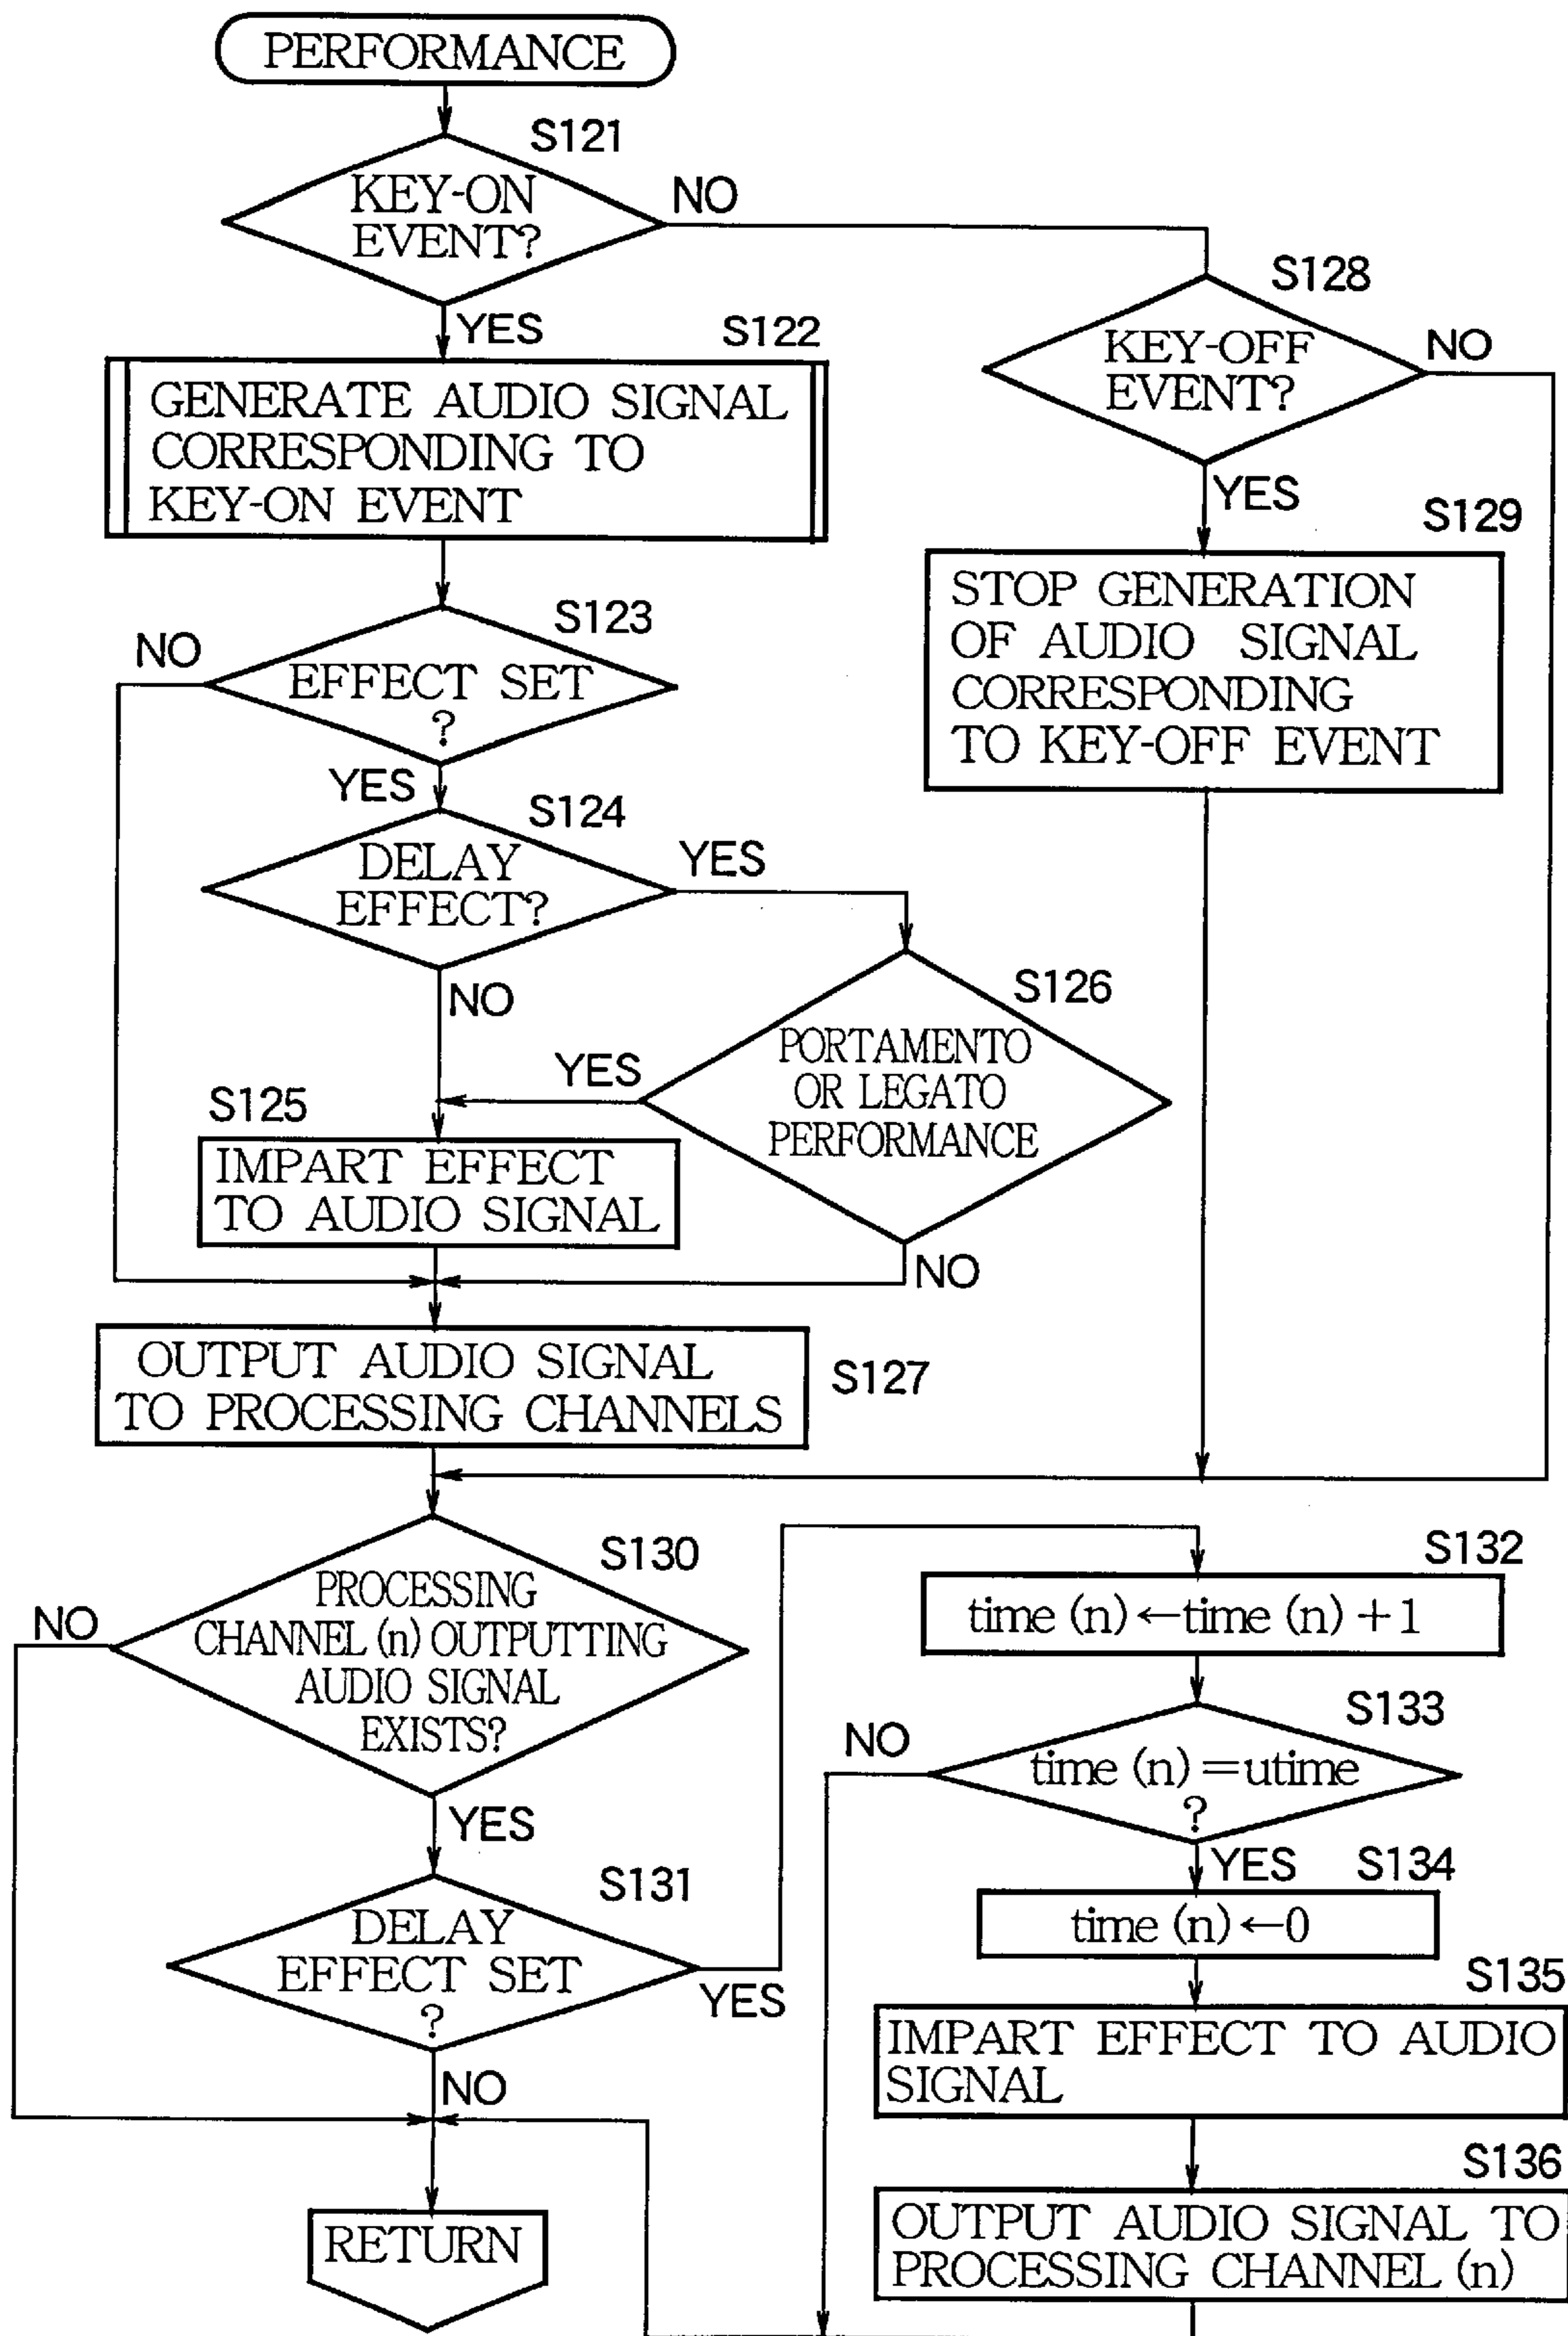 PERFORMANCE
S121
KEY-ON
EVENT?
NO
YES
S122
GENERATE AUDIO SIGNAL
CORRESPONDING TO
KEY-ON EVENT
S128
KEY-OFF
EVENT?
NO
YES
S129
STOP GENERATION
OF AUDIO SIGNAL
CORRESPONDING
TO KEY-OFF EVENT
S123
NO
EFFECT SET
?
YES
S124
DELAY
EFFECT?
YES
NO
S126
PORTAMENTO
OR LEGATO
PERFORMANCE
YES
NO
S125
IMPART EFFECT
TO AUDIO SIGNAL
OUTPUT AUDIO SIGNAL
TO PROCESSING CHANNELS
S127
S130
PROCESSING
CHANNEL (n) OUTPUTTING
AUDIO SIGNAL
EXISTS?
NO
YES
S131
DELAY
EFFECT SET
?
YES
NO
RETURN
S132
time (n) ←time (n) +1
S133
NO
time (n) =utime
?
YES
S134
time (n) ←0
S135
IMPART EFFECT TO AUDIO
SIGNAL
S136
OUTPUT AUDIO SIGNAL TO
PROCESSING CHANNEL (n)